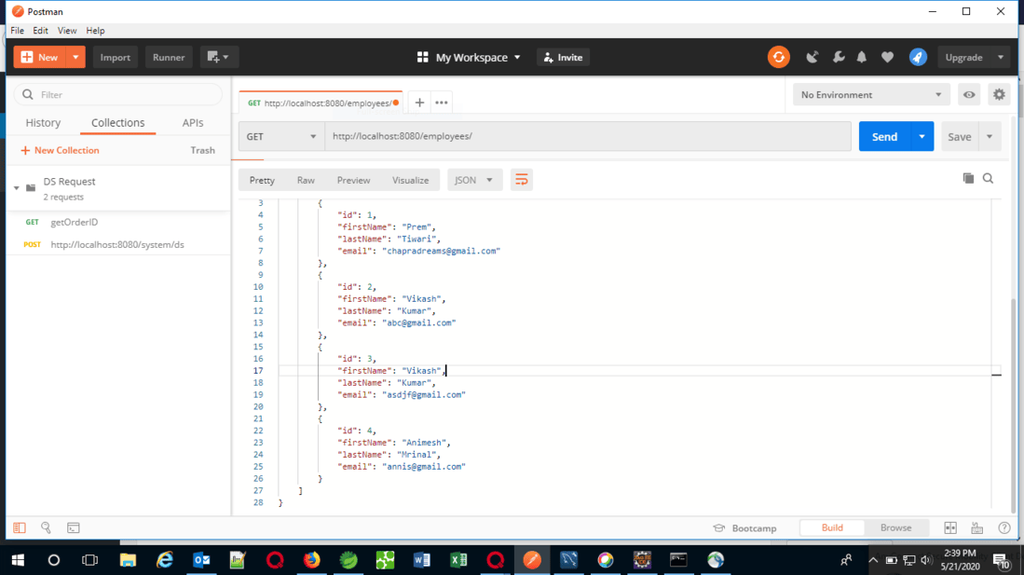 Postman
File Edit View Help
New Import Runner My Workspace Invite Upgrade
Filter
GET http://localhost:8080/employees/
No Environment
History Collections APIs
GET http://localhost:8080/employees/ Send Save
New Collection Trash
Pretty Raw Preview Visualize JSON
DS Request
2 requests
GET getOrderID
POST http://localhost:8080/system/ds
3 {
4 "id": 1,
5 "firstName": "Prem",
6 "lastName": "Tiwari",
7 "email": "chapradreams@gmail.com"
8 },
9 {
10 "id": 2,
11 "firstName": "Vikash",
12 "lastName": "Kumar",
13 "email": "abc@gmail.com"
14 },
15 {
16 "id": 3,
17 "firstName": "Vikash",
18 "lastName": "Kumar",
19 "email": "asdjf@gmail.com"
20 },
21 {
22 "id": 4,
23 "firstName": "Animesh",
24 "lastName": "Mrinal",
25 "email": "annis@gmail.com"
26 }
27 ]
28 }
Bootcamp Build Browse
2:39 PM
5/21/2020
10